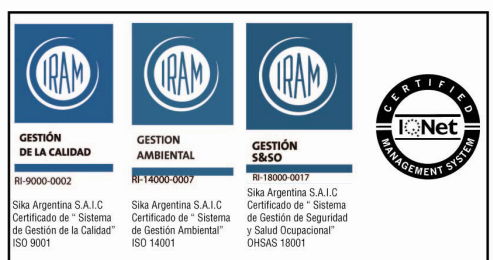 IRAM
GESTIÓN
DE LA CALIDAD
RI-9000-0002
Sika Argentina S.A.I.C
Certificado de “ Sistema
de Gestión de la Calidad”
ISO 9001
IRAM
GESTION
AMBIENTAL
RI-14000-0007
Sika Argentina S.A.I.C
Certificado de “ Sistema
de Gestión Ambiental”
ISO 14001
IRAM
GESTIÓN
S&SO
RI-18000-0017
Sika Argentina S.A.I.C
Certificado de “ Sistema
de Gestión de Seguridad
y Salud Ocupacional”
OHSAS 18001
CERTIFIED
IQNet
MANAGEMENT SYSTEM